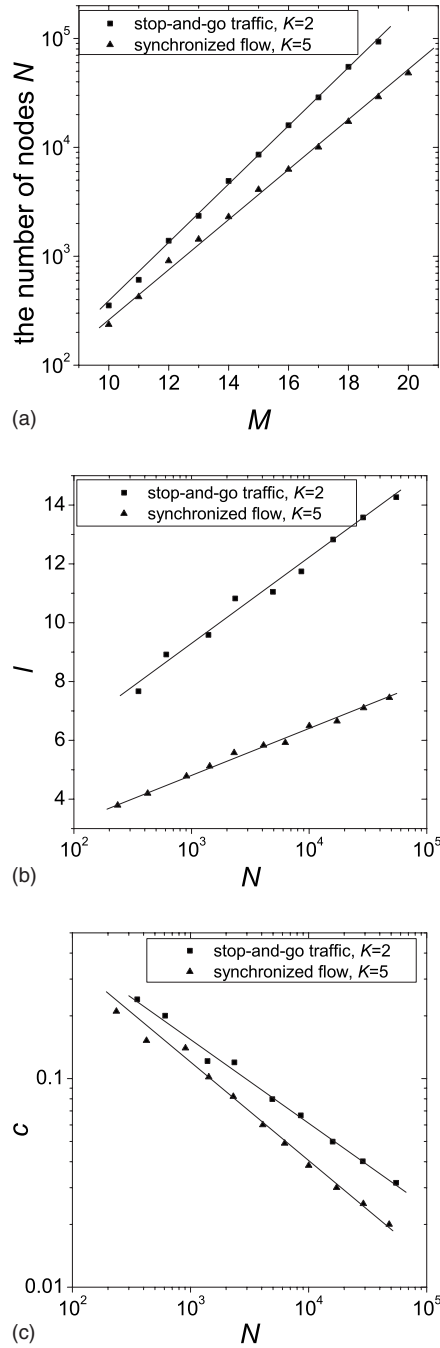 stop-and-go traffic, K=2
synchronized flow, K=5
10^5
10^4
10^3
10^2
the number of nodes N
10 12 14 16 18 20
M
(a)
stop-and-go traffic, K=2
synchronized flow, K=5
14
12
10
8
6
4
l
10^2 10^3 10^4 10^5
N
(b)
stop-and-go traffic, K=2
synchronized flow, K=5
0.1
0.01
c
10^2 10^3 10^4 10^5
N
(c)